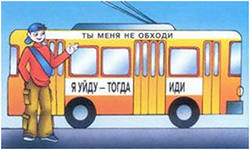 ТЫ МЕНЯ НЕ ОБХОДИ
Я УЙДУ – ТОГДА ИДИ